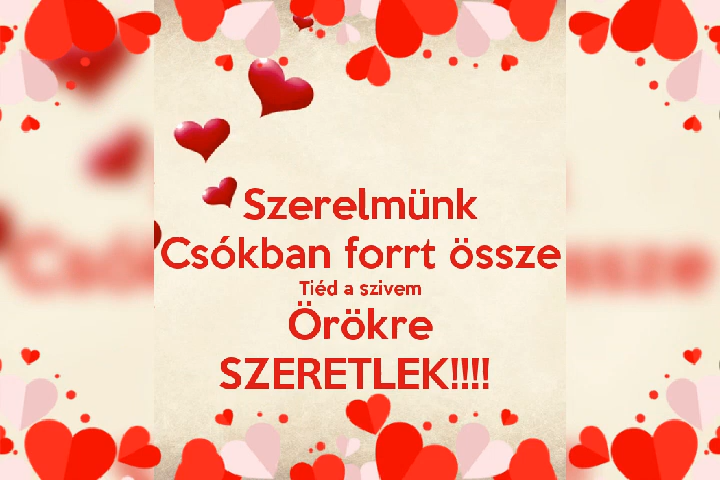 Szerelmünk
Csókban forrt össze
Tiéd a szivem
Örökre
SZERETLEK!!!!